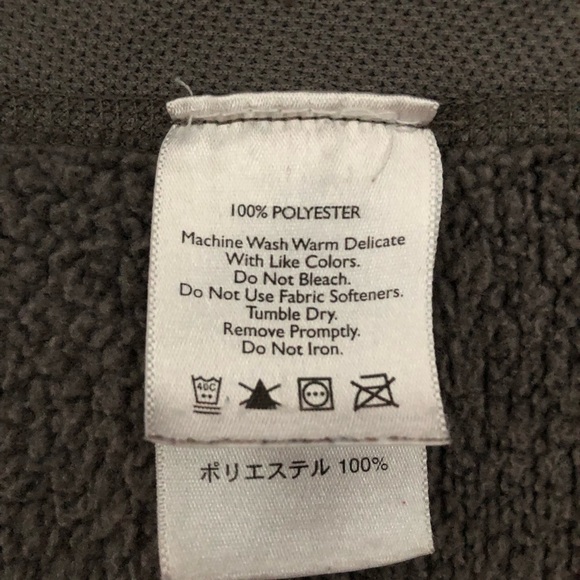 100% POLYESTER
Machine Wash Warm Delicate
With Like Colors.
Do Not Bleach.
Do Not Use Fabric Softeners.
Tumble Dry.
Remove Promptly.
Do Not Iron.
40C
ポリエステル 100%